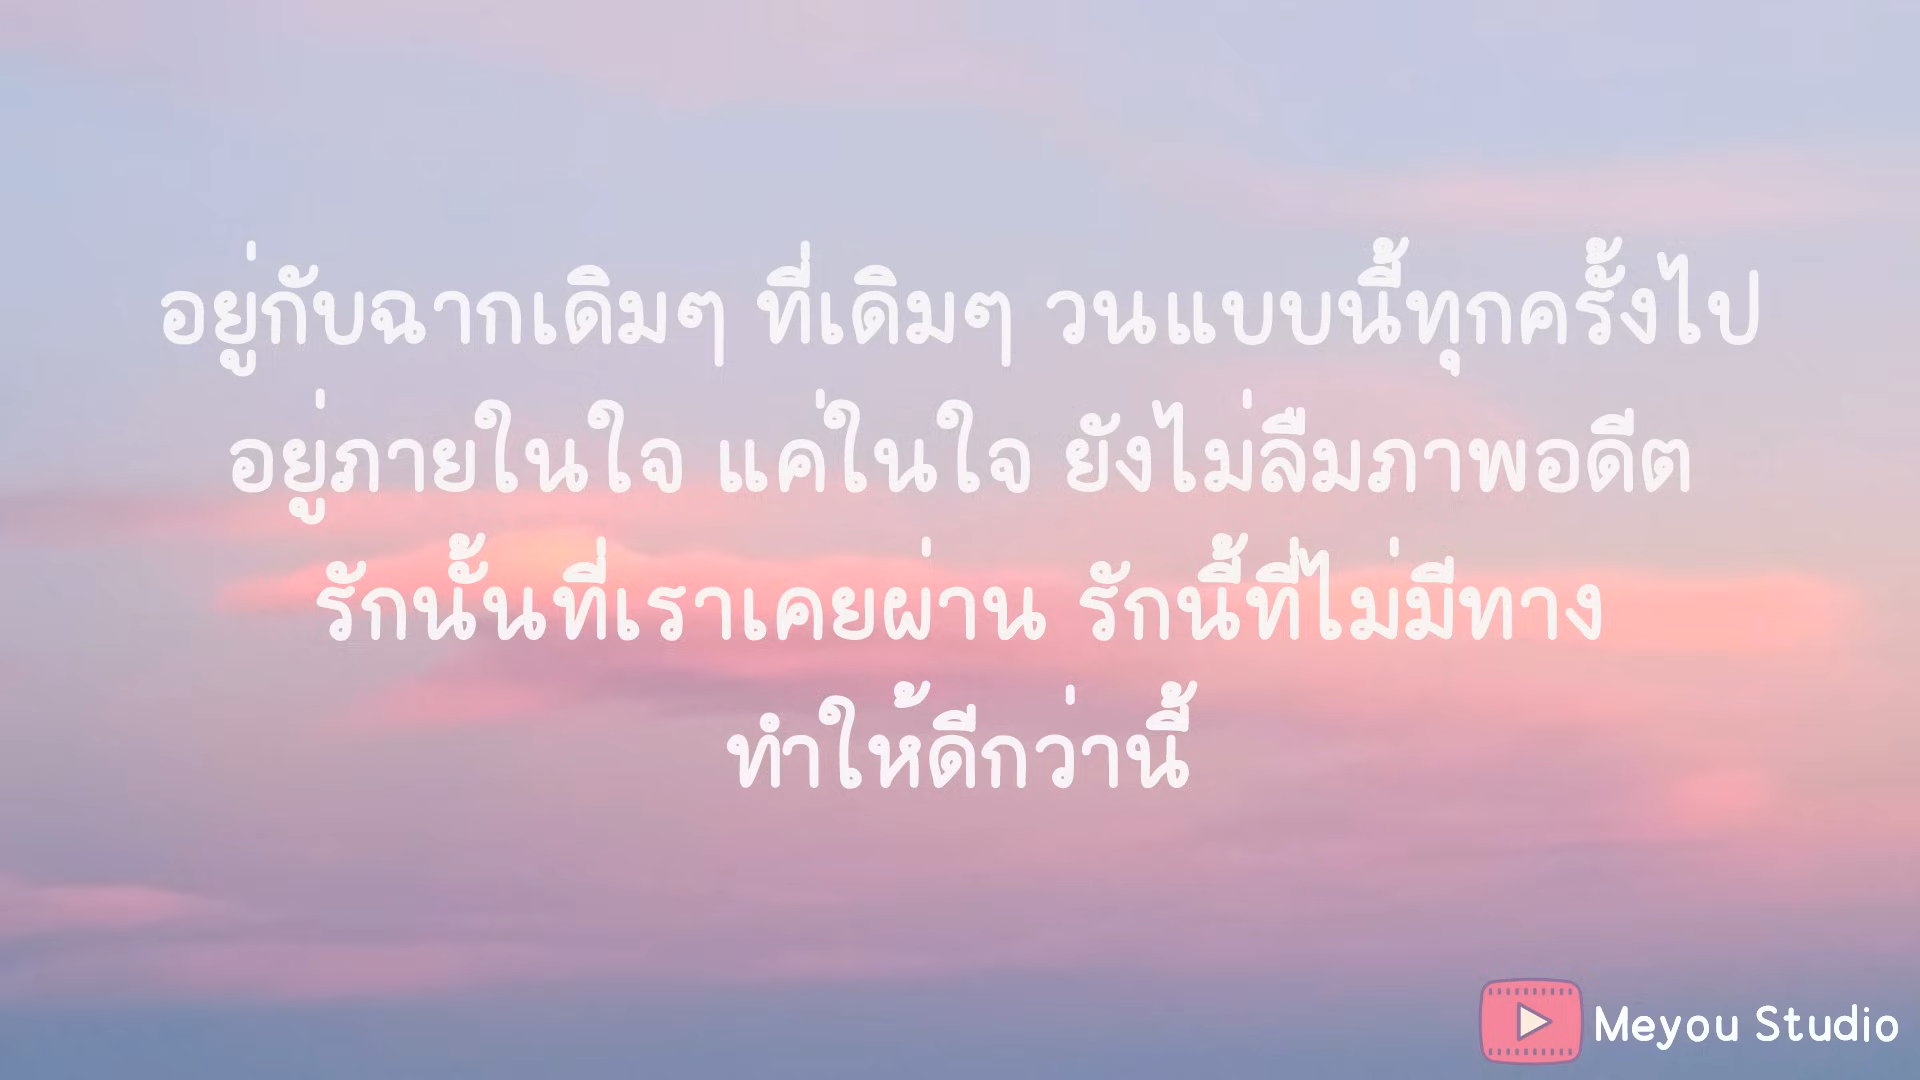 อยู่กับฉากเดิมๆ ที่เดิมๆ วนแบบนี้ทุกครั้งไป
อยู่ภายในใจ แค่ในใจ ยังไม่ลืมภาพอดีต
รักนั้นที่เราเคยผ่าน รักนี้ที่ไม่มีทาง
ทำให้ดีกว่านี้
Meyou Studio